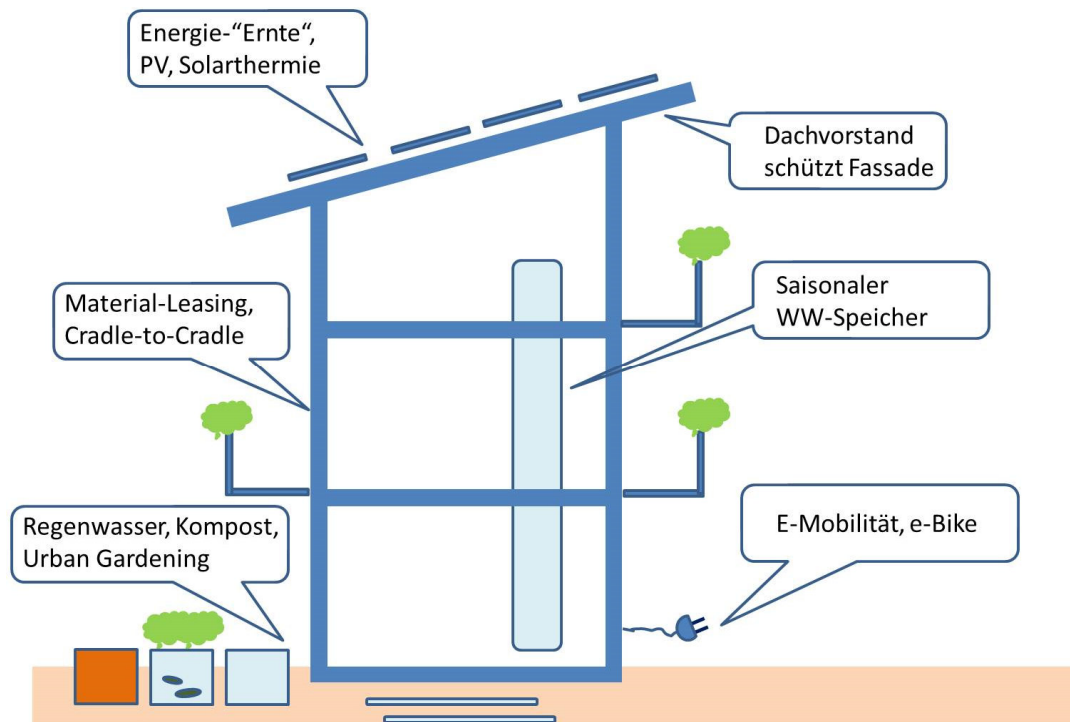 Energie-“Ernte“,
PV, Solarthermie
Dachvorstand
schützt Fassade
Material-Leasing,
Cradle-to-Cradle
Saisonaler
WW-Speicher
Regenwasser, Kompost,
Urban Gardening
E-Mobilität, e-Bike